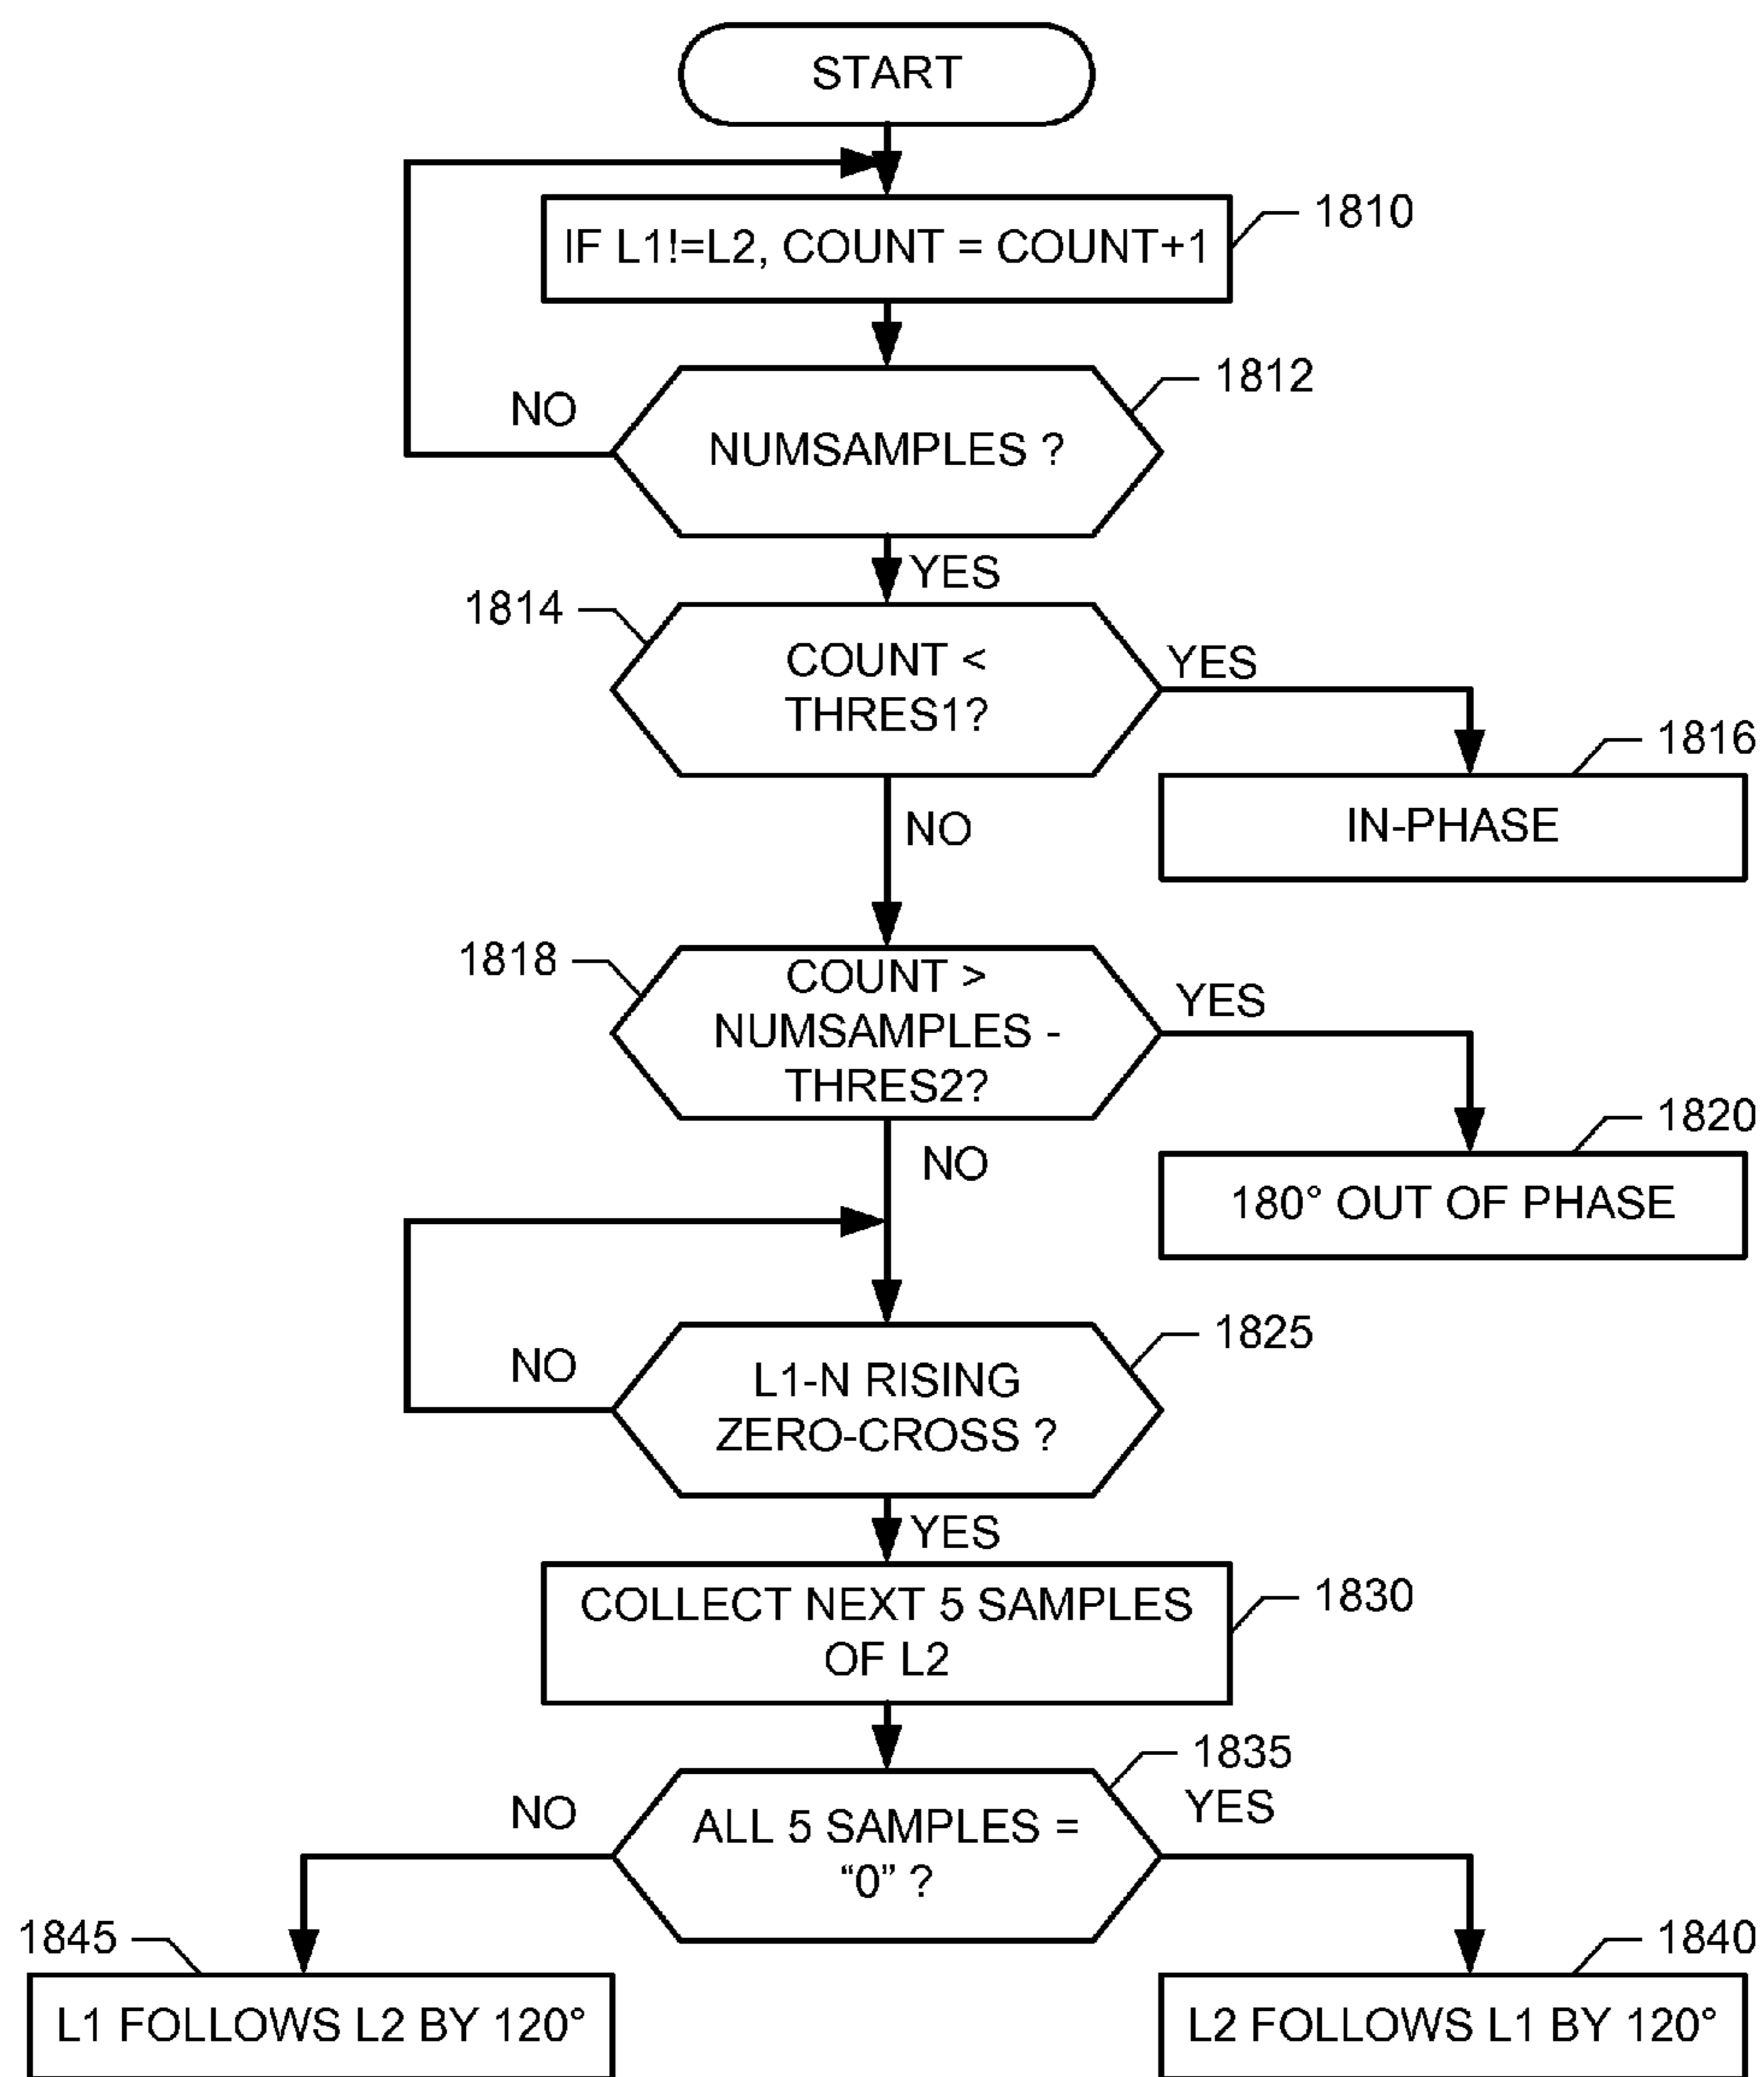 START
IF L1!=L2, COUNT = COUNT+1
1810
1812
NO
NUMSAMPLES ?
YES
1814
COUNT <
THRES1?
YES
1816
IN-PHASE
NO
1818
COUNT >
NUMSAMPLES -
THRES2?
YES
1820
180° OUT OF PHASE
NO
1825
NO
L1-N RISING
ZERO-CROSS ?
YES
COLLECT NEXT 5 SAMPLES
OF L2
1830
1835
NO
YES
ALL 5 SAMPLES =
“0” ?
1845
1840
L1 FOLLOWS L2 BY 120°
L2 FOLLOWS L1 BY 120°